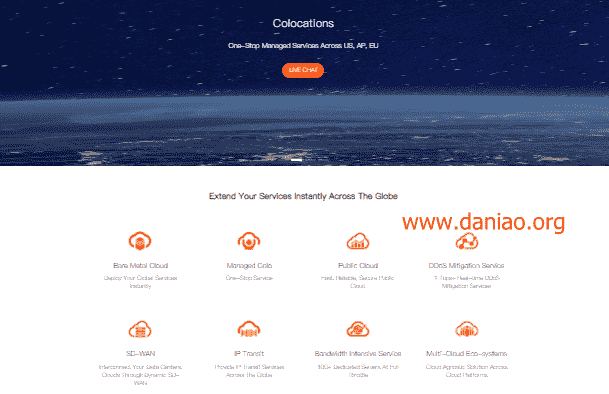 Colocations
One-Stop Managed Services Across US, AP, EU
LIVE CHAT
Extend Your Services Instantly Across The Globe
www.daniao.org
Bare Metal Cloud
Deploy Your Global Services
Instantly
Managed Colo
One-Stop Service
Public Cloud
Fast, Reliable, Secure Public
Cloud
DDoS Mitigation Service
Real-time DDoS
Mitigation Services
SD-WAN
Interconnect Your Data Centers,
Clouds Through Dynamic SD-
WAN
IP Transit
Provide IP Transit Services
Across The Globe
Bandwidth Intensive Service
100+ Dedicated Servers At Full
Throttle
Multi-Cloud Eco-systems
Cloud Agnostic Solution Across
Cloud Platforms